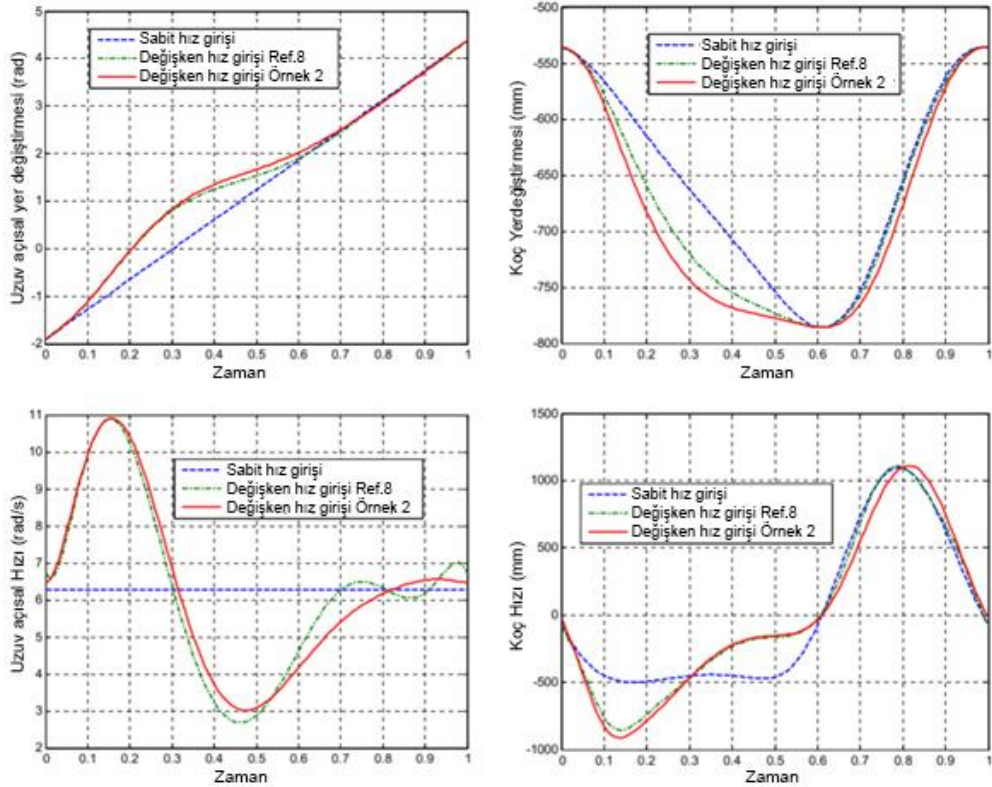 Uzuv açısal yer değiştirmesi (rad)
5
4
3
2
1
0
-1
-2
Sabit hız girişi
Değişken hız girişi Ref.8
Değişken hız girişi Örnek 2
0 0.1 0.2 0.3 0.4 0.5 0.6 0.7 0.8 0.9 1
Zaman
Koç Yerdeğiştirmesi (mm)
-500
-550
-600
-650
-700
-750
-800
Sabit hız girişi
Değişken hız girişi Ref.8
Değişken hız girişi Örnek 2
0 0.1 0.2 0.3 0.4 0.5 0.6 0.7 0.8 0.9 1
Zaman
Uzuv açısal Hızı (rad/s)
11
10
9
8
7
6
5
4
3
2
Sabit hız girişi
Değişken hız girişi Ref.8
Değişken hız girişi Örnek 2
0 0.1 0.2 0.3 0.4 0.5 0.6 0.7 0.8 0.9 1
Zaman
Koç Hızı (mm)
1500
1000
500
0
-500
-1000
Sabit hız girişi
Değişken hız girişi Ref.8
Değişken hız girişi Örnek 2
0 0.1 0.2 0.3 0.4 0.5 0.6 0.7 0.8 0.9 1
Zaman